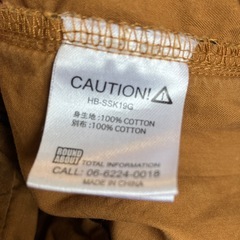 CAUTION!
HB-SSK19G
身生地:100% COTTON
別布:100% COTTON
ROUND ABOUT
TOTAL INFORMATION
CALL: 06-6224-0016
MADE IN CHINA